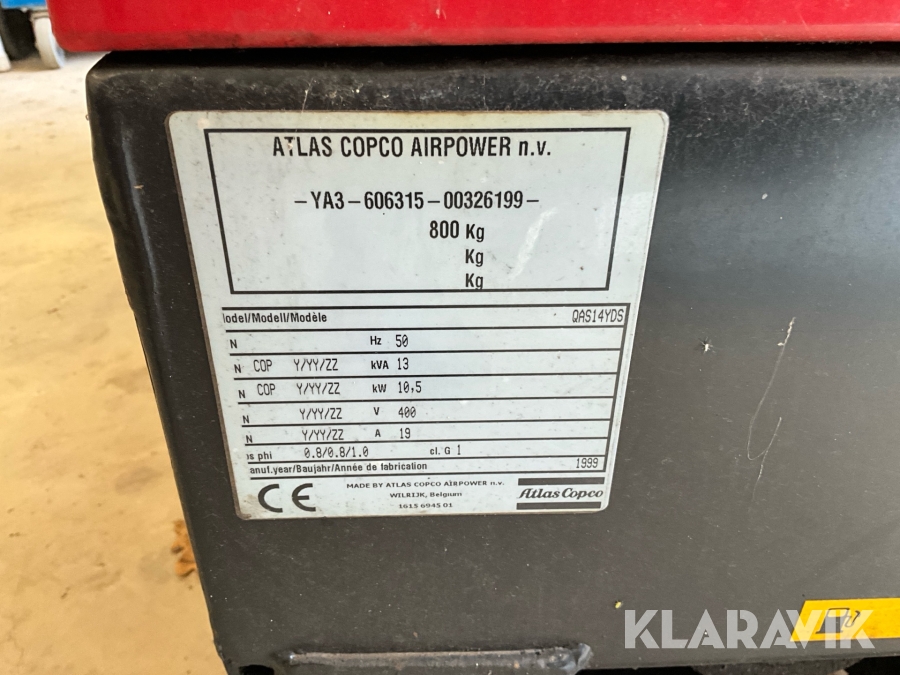 ATLAS COPCO AIRPOWER n.v.
-YA3-606315-00326199-
800 Kg
Kg
Kg
odel/Modell/Modèle QAS14YDS
N Hz 50
N COP Y/YY/ZZ kVA 13
N COP Y/YY/ZZ kW 10,5
N Y/YY/ZZ V 400
N Y/YY/ZZ A 19
os phi 0.8/0.8/1.0 cl. G 1
anuf.year/Baujahr/Année de fabrication 1999
CE
MADE BY ATLAS COPCO AIRPOWER n.v.
WILRIJK, Belgium
1615 6945 01
Atlas Copco
KLARAVIK